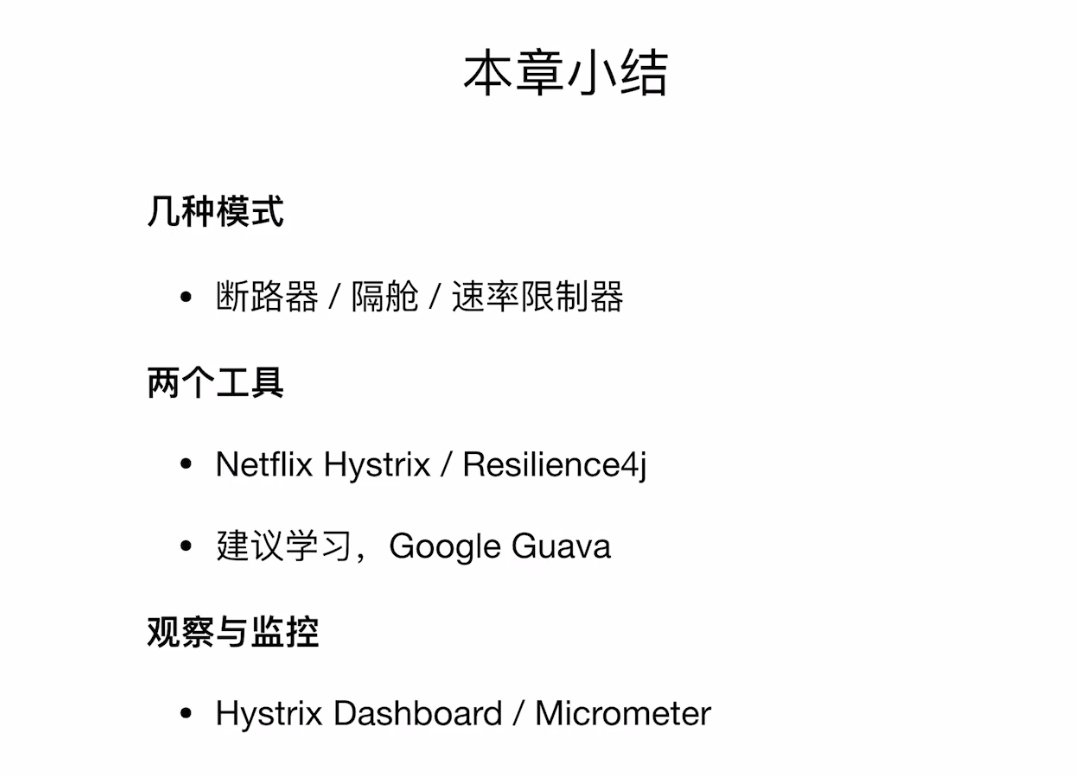 本章小结
几种模式
• 断路器 / 隔舱 / 速率限制器
两个工具
• Netflix Hystrix / Resilience4j
• 建议学习，Google Guava
观察与监控
• Hystrix Dashboard / Micrometer